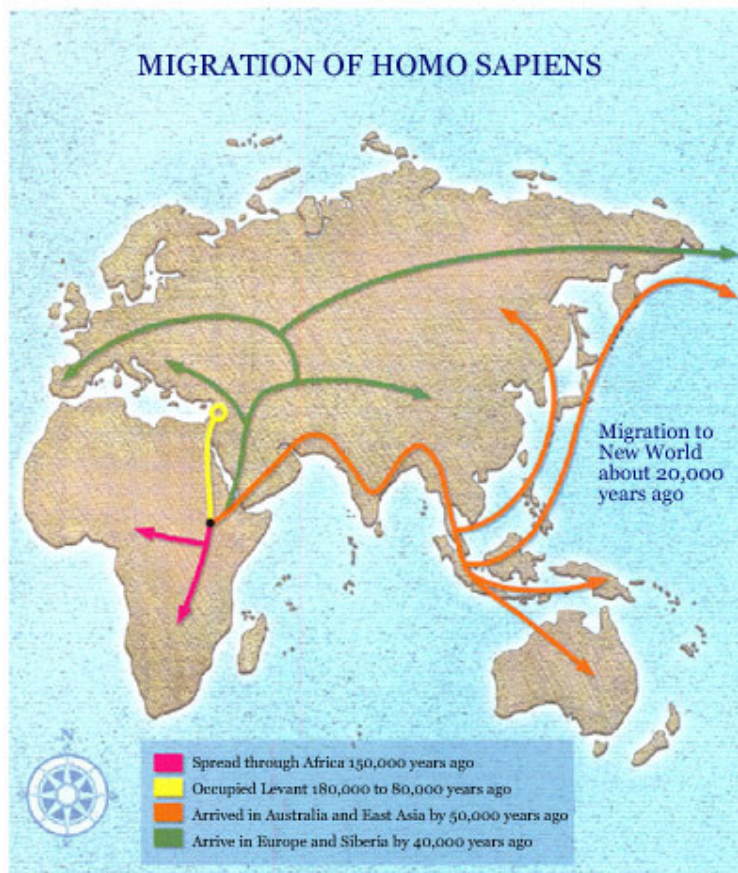 MIGRATION OF HOMO SAPIENS
Migration to
New World
about 20,000
years ago
N
Spread through Africa 150,000 years ago
Occupied Levant 180,000 to 80,000 years ago
Arrived in Australia and East Asia by 50,000 years ago
Arrive in Europe and Siberia by 40,000 years ago